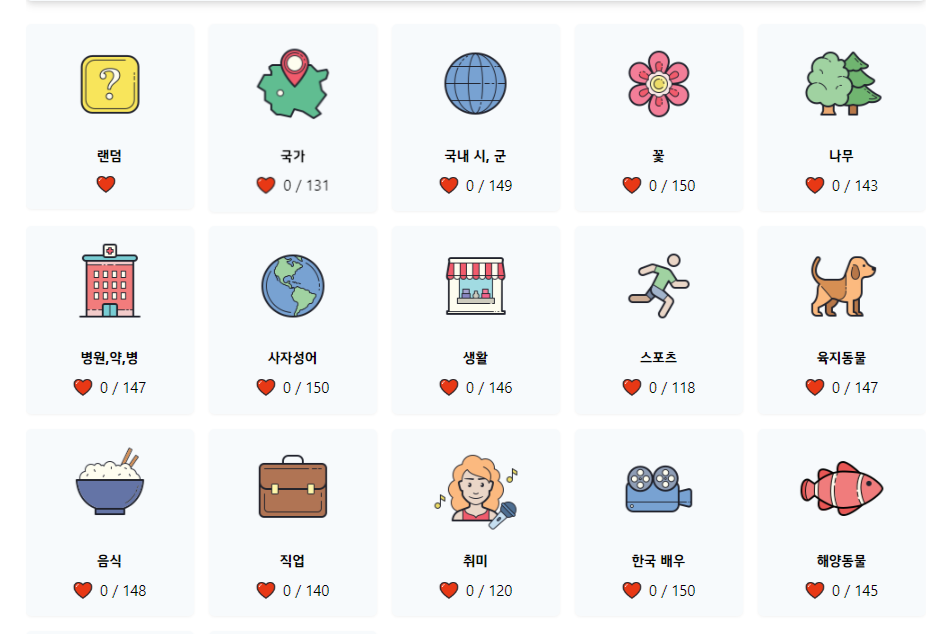 ?
랜덤
국가
0 / 131
국내 시, 군
0 / 149
꽃
0 / 150
나무
0 / 143
병원,약,병
0 / 147
사자성어
0 / 150
생활
0 / 146
스포츠
0 / 118
육지동물
0 / 147
음식
0 / 148
직업
0 / 140
취미
0 / 120
한국 배우
0 / 150
해양동물
0 / 145